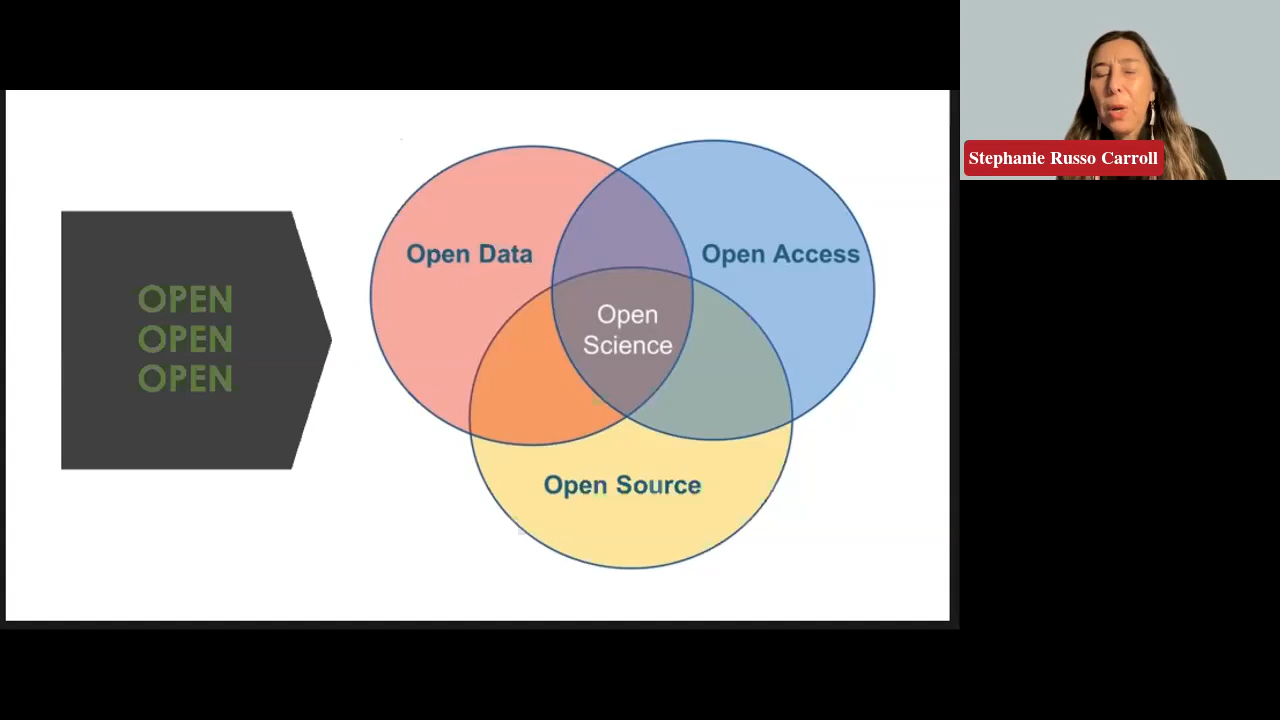 OPEN
OPEN
OPEN
Open Data
Open Access
Open
Science
Open Source
Stephanie Russo Carroll